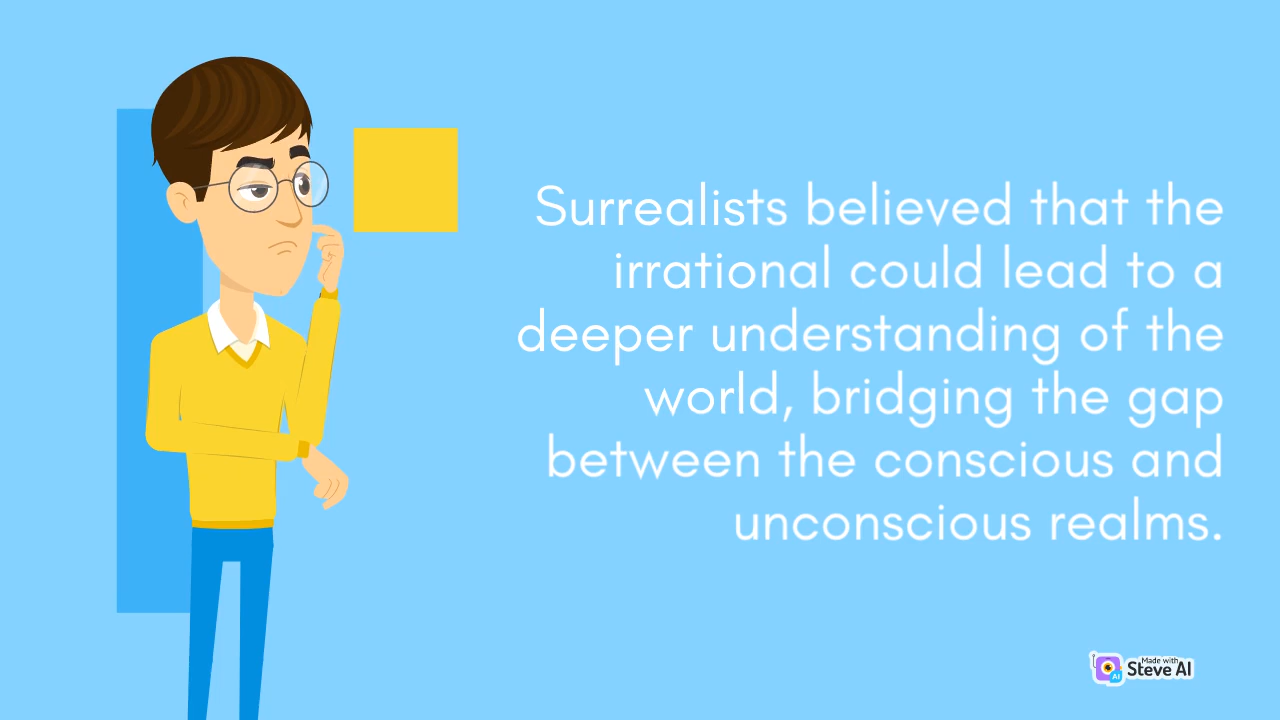 Surrealists believed that the
irrational could lead to a
deeper understanding of the
world, bridging the gap
between the conscious and
unconscious realms.
Made with
Steve AI
AI